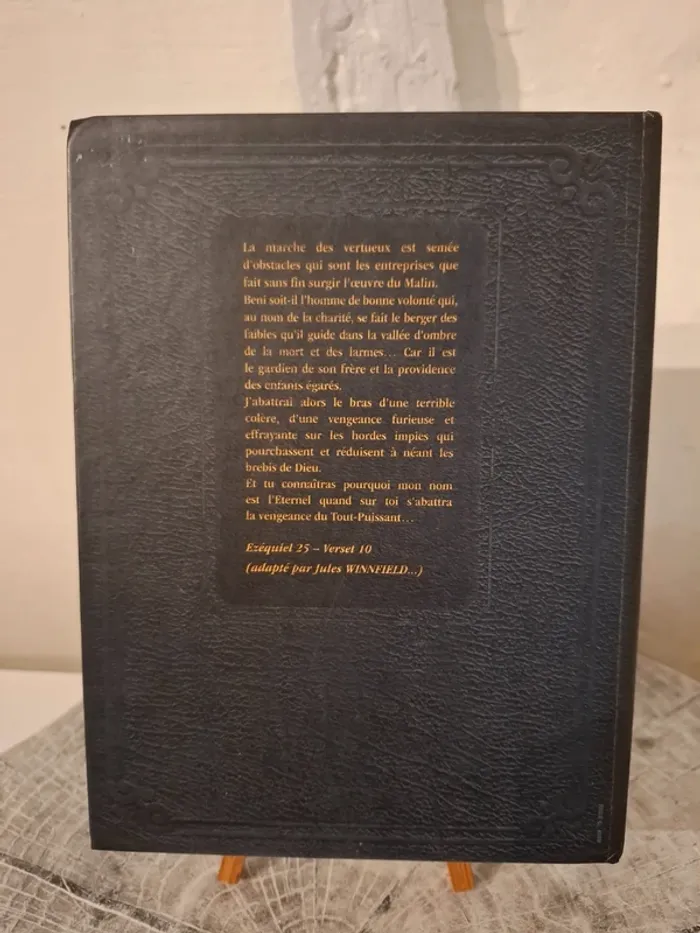 La marche des vertueux est semée
d'obstacles qui sont les entreprises que
fait sans fin surgir l'œuvre du Malin.
Beni soit-il l'homme de bonne volonté qui,
au nom de la charité, se fait le berger des
faibles qu'il guide dans la vallée d'ombre
de la mort et des larmes... Car il est
le gardien de son frère et la providence
des enfants égarés.
J'abattrai alors le bras d'une terrible
colère, d'une vengeance furieuse et
effrayante sur les hordes impies qui
pourchassent et réduisent à néant les
brebis de Dieu.
Et tu connaîtras pourquoi mon nom
est l'Eternel quand sur toi s'abattra
la vengeance du Tout-Puissant...
Ezéquiel 25 – Verset 10
(adapté par Jules WINNFIELD...)